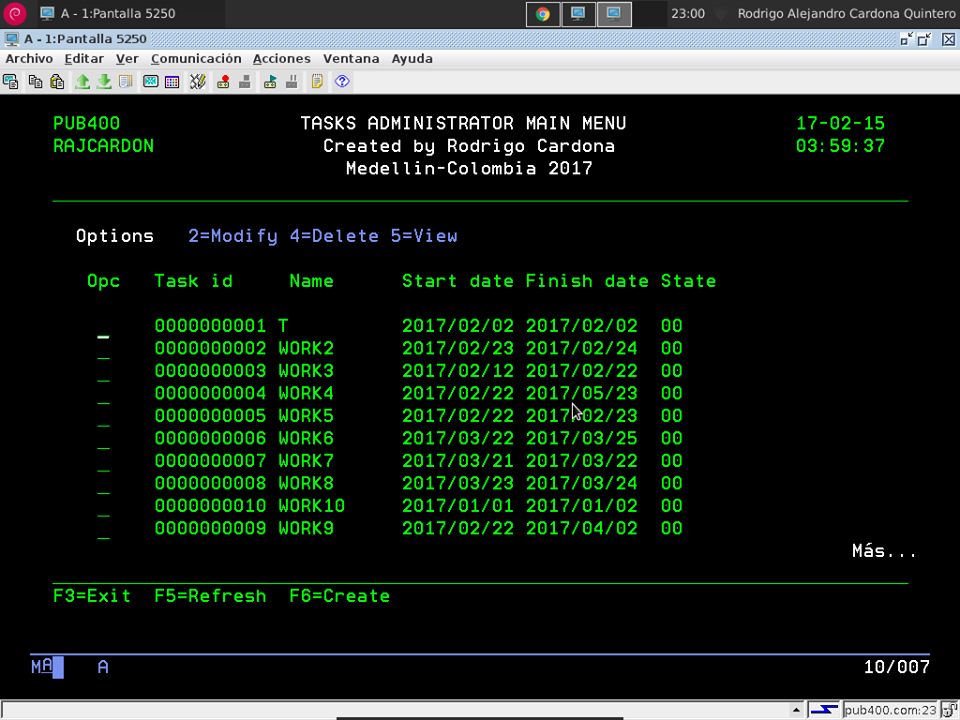 A - 1:Pantalla 5250 23:00 Rodrigo Alejandro Cardona Quintero
A - 1:Pantalla 5250
Archivo Editar Ver Comunicación Acciones Ventana Ayuda
PUB400 TASKS ADMINISTRATOR MAIN MENU 17-02-15
RAJCARDON Created by Rodrigo Cardona 03:59:37
Medellin-Colombia 2017
Options 2=Modify 4=Delete 5=View
Opc Task id Name Start date Finish date State
_ 0000000001 T 2017/02/02 2017/02/02 00
_ 0000000002 WORK2 2017/02/23 2017/02/24 00
_ 0000000003 WORK3 2017/02/12 2017/02/22 00
_ 0000000004 WORK4 2017/02/22 2017/05/23 00
_ 0000000005 WORK5 2017/02/22 2017/02/23 00
_ 0000000006 WORK6 2017/03/22 2017/03/25 00
_ 0000000007 WORK7 2017/03/21 2017/03/22 00
_ 0000000008 WORK8 2017/03/23 2017/03/24 00
_ 0000000010 WORK10 2017/01/01 2017/01/02 00
_ 0000000009 WORK9 2017/02/22 2017/04/02 00
Más...
F3=Exit F5=Refresh F6=Create
MA A 10/007
pub400.com:23